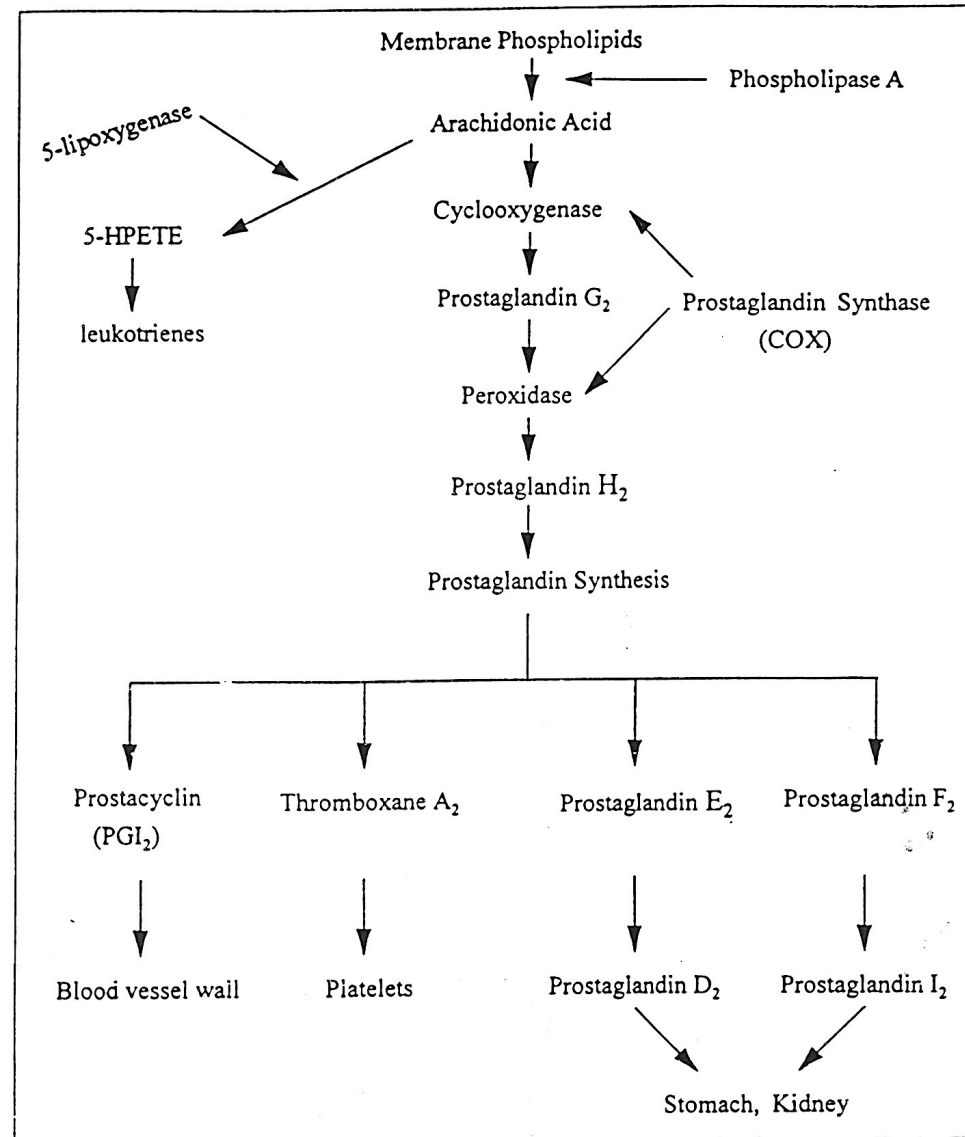 Membrane Phospholipids
Phospholipase A
5-lipoxygenase
Arachidonic Acid
Cyclooxygenase
5-HPETE
Prostaglandin G₂
Prostaglandin Synthase
(COX)
leukotrienes
Peroxidase
Prostaglandin H₂
Prostaglandin Synthesis
Prostacyclin
(PGI₂)
Thromboxane A₂
Prostaglandin E₂
Prostaglandin F₂
Blood vessel wail
Platelets
Prostaglandin D₂
Prostaglandin I₂
Stomach, Kidney